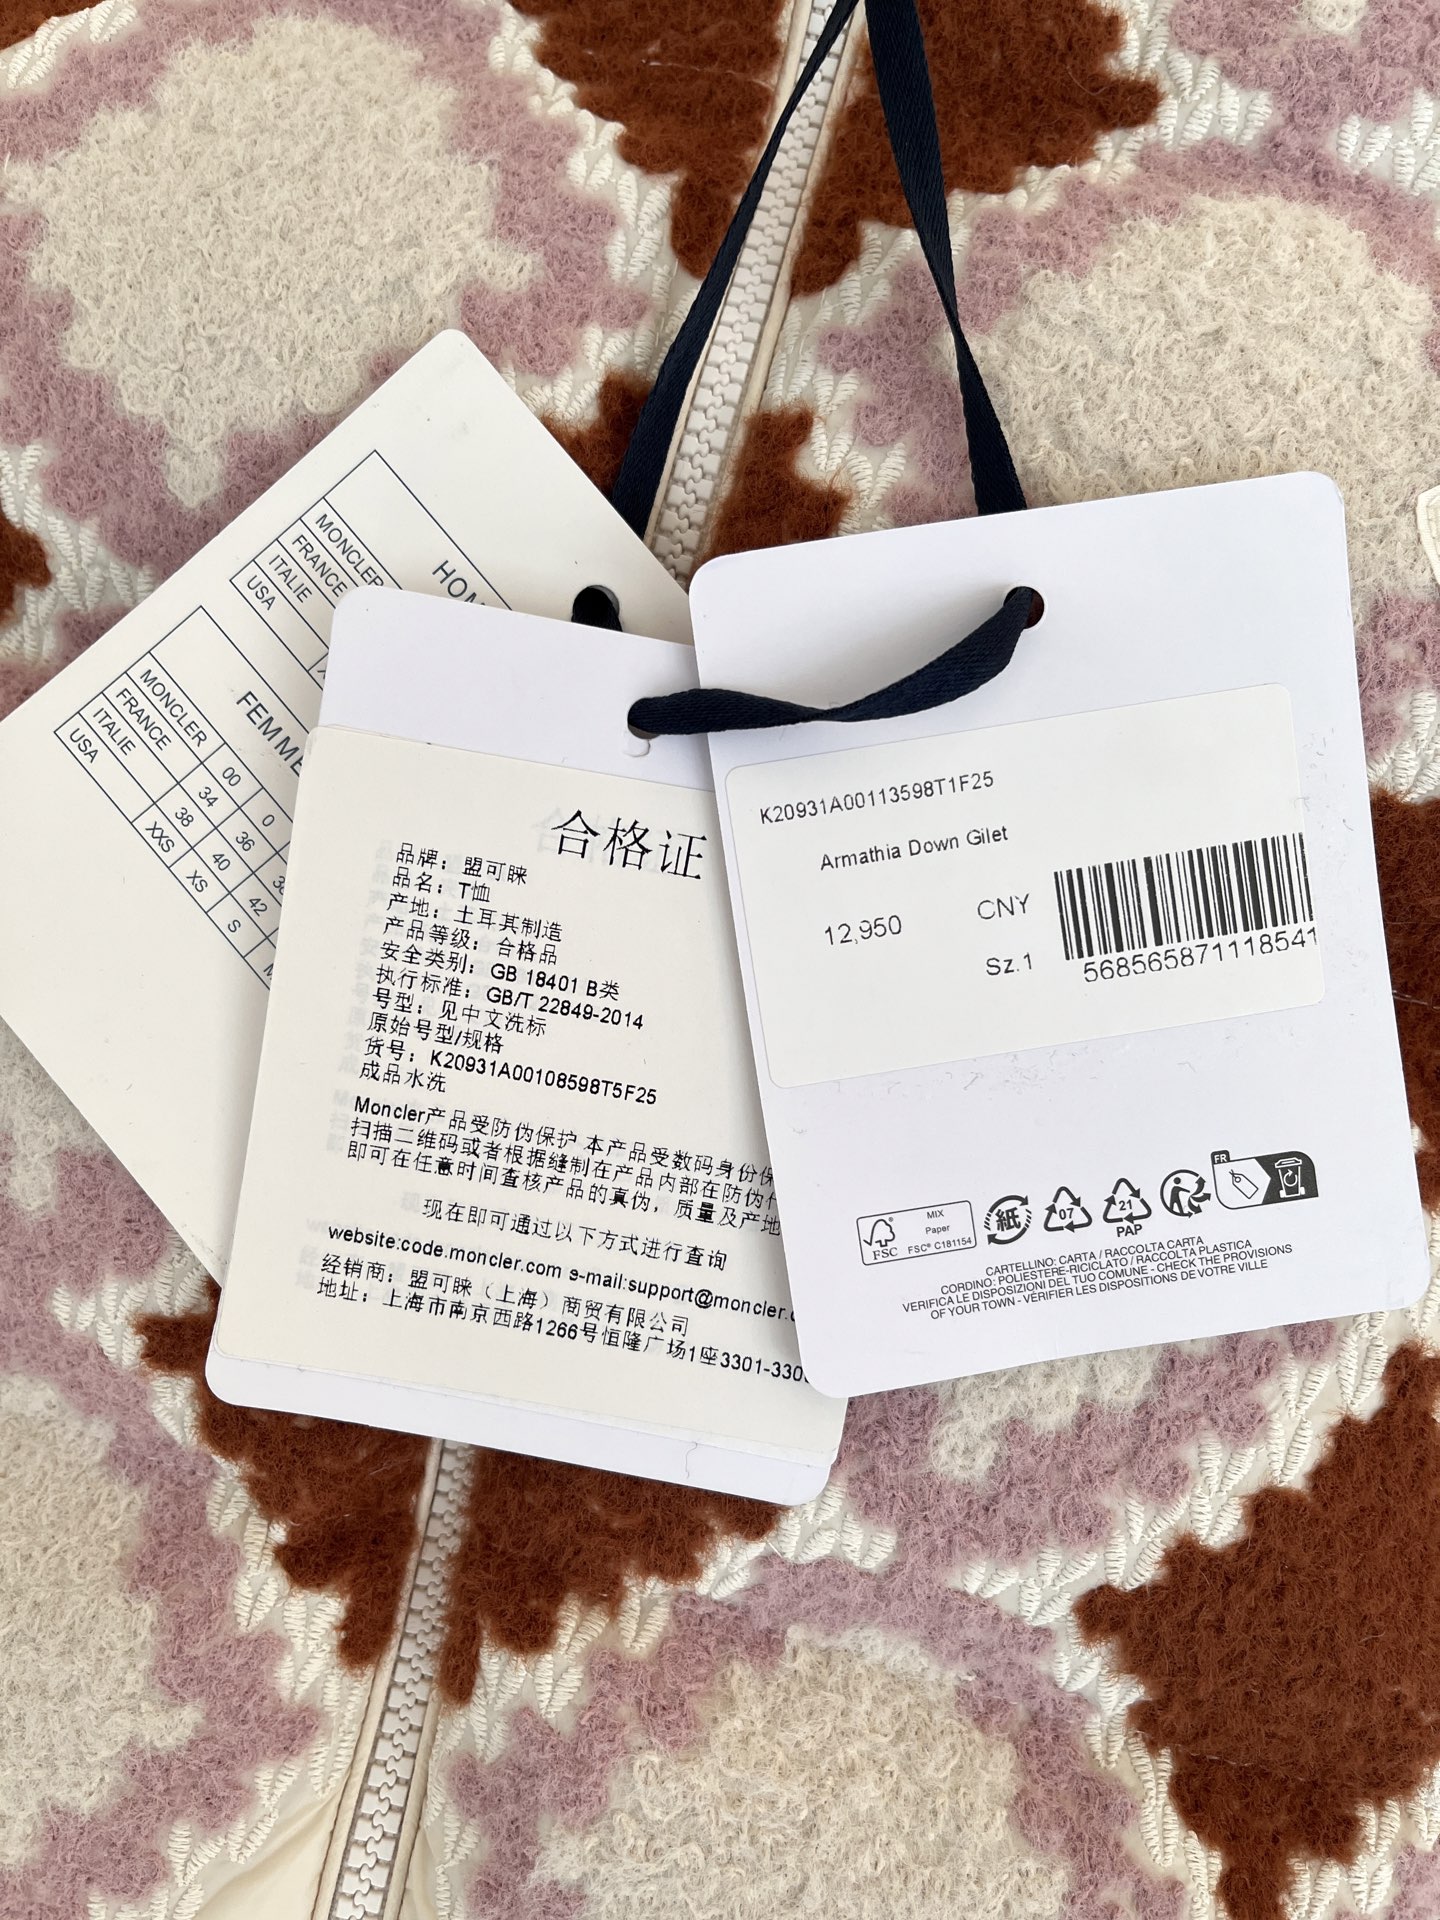 HOM
MONCLER
FRANCE
ITALIE
USA
FEMME
MONCLER 00 0
FRANCE 34 36 38
ITALIE 38 40 42
USA XXS XS S M
合格证
品牌：盟可睐
品名：T恤
产地：土耳其制造
产品等级：合格品
安全类别：GB 18401 B类
执行标准：GB/T 22849-2014
号型：见中文洗标
原始号型/规格
货号：K20931A00108598T5F25
成品水洗
Moncler产品受防伪保护 本产品受数码身份保
扫描二维码或者根据缝制在产品内部在防伪
即可在任意时间查核产品的真伪，质量及产地
现在即可通过以下方式进行查询
website:code.moncler.com e-mail:support@moncler.
经销商：盟可睐（上海）商贸有限公司
地址：上海市南京西路1266号恒隆广场1座3301-330
K20931A00113598T1F25
Armathia Down Gilet
12,950 CNY
Sz.1
568565871118541
FSC
MIX
Paper
FSC® C181154
紙
07
21
PAP
FR
CARTELLINO: CARTA / RACCOLTA CARTA
CORDINO: POLIESTERE-RICICLATO / RACCOLTA PLASTICA
VERIFICA LE DISPOSIZIONI DEL TUO COMUNE - CHECK THE PROVISIONS
OF YOUR TOWN - VÉRIFIER LES DISPOSITIONS DE VOTRE VILLE